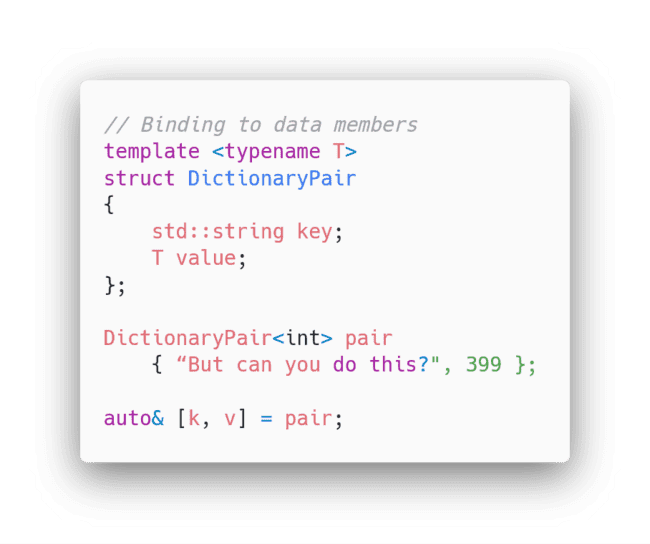 // Binding to data members
template <typename T>
struct DictionaryPair
{
    std::string key;
    T value;
};

DictionaryPair<int> pair
    { “But can you do this?", 399 };

auto& [k, v] = pair;